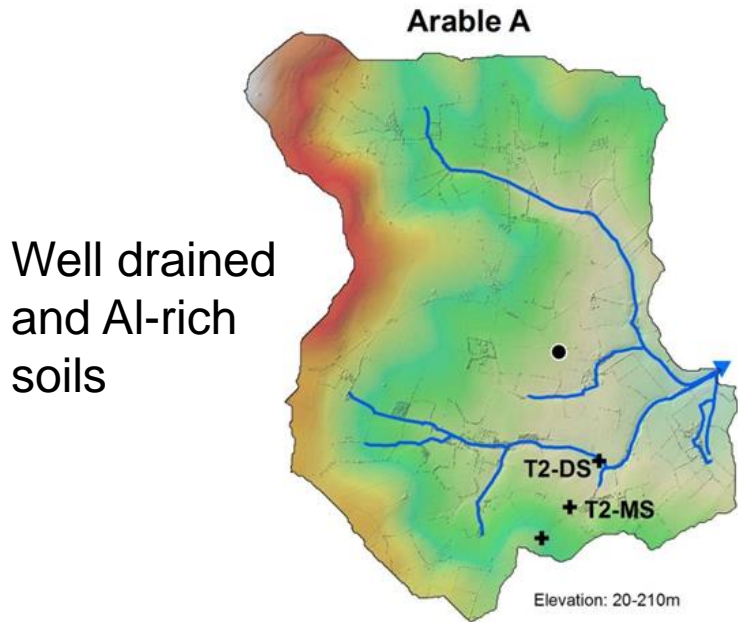 Arable A
Well drained
and Al-rich
soils
T2-DS
T2-MS
Elevation: 20-210m